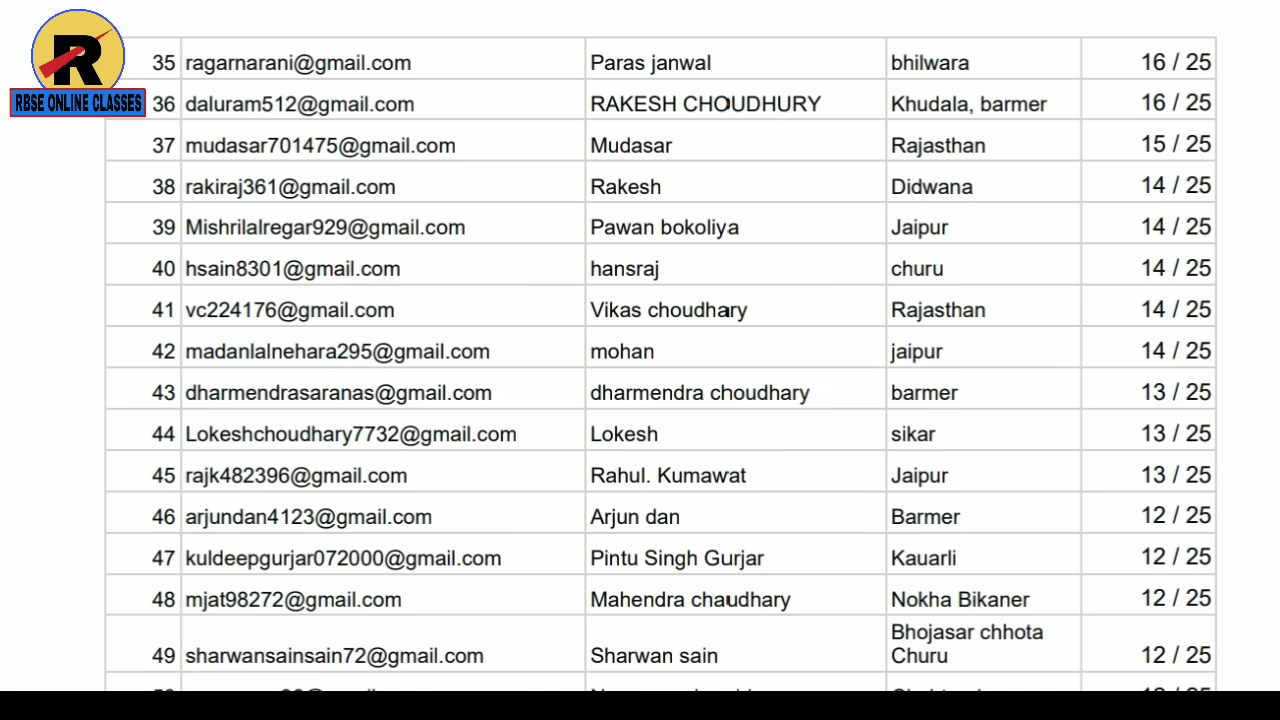 R
RBSE ONLINE CLASSES
35 ragarnarani@gmail.com Paras janwal bhilwara 16 / 25
36 daluram512@gmail.com RAKESH CHOUDHURY Khudala, barmer 16 / 25
37 mudasar701475@gmail.com Mudasar Rajasthan 15 / 25
38 rakiraj361@gmail.com Rakesh Didwana 14 / 25
39 Mishrilalregar929@gmail.com Pawan bokoliya Jaipur 14 / 25
40 hsain8301@gmail.com hansraj churu 14 / 25
41 vc224176@gmail.com Vikas choudhary Rajasthan 14 / 25
42 madanlalnehara295@gmail.com mohan jaipur 14 / 25
43 dharmendrasaranas@gmail.com dharmendra choudhary barmer 13 / 25
44 Lokeshchoudhary7732@gmail.com Lokesh sikar 13 / 25
45 rajk482396@gmail.com Rahul. Kumawat Jaipur 13 / 25
46 arjundan4123@gmail.com Arjun dan Barmer 12 / 25
47 kuldeepgurjar072000@gmail.com Pintu Singh Gurjar Kauarli 12 / 25
48 mjat98272@gmail.com Mahendra chaudhary Nokha Bikaner 12 / 25
Bhojasar chhota
49 sharwansainsain72@gmail.com Sharwan sain Churu 12 / 25